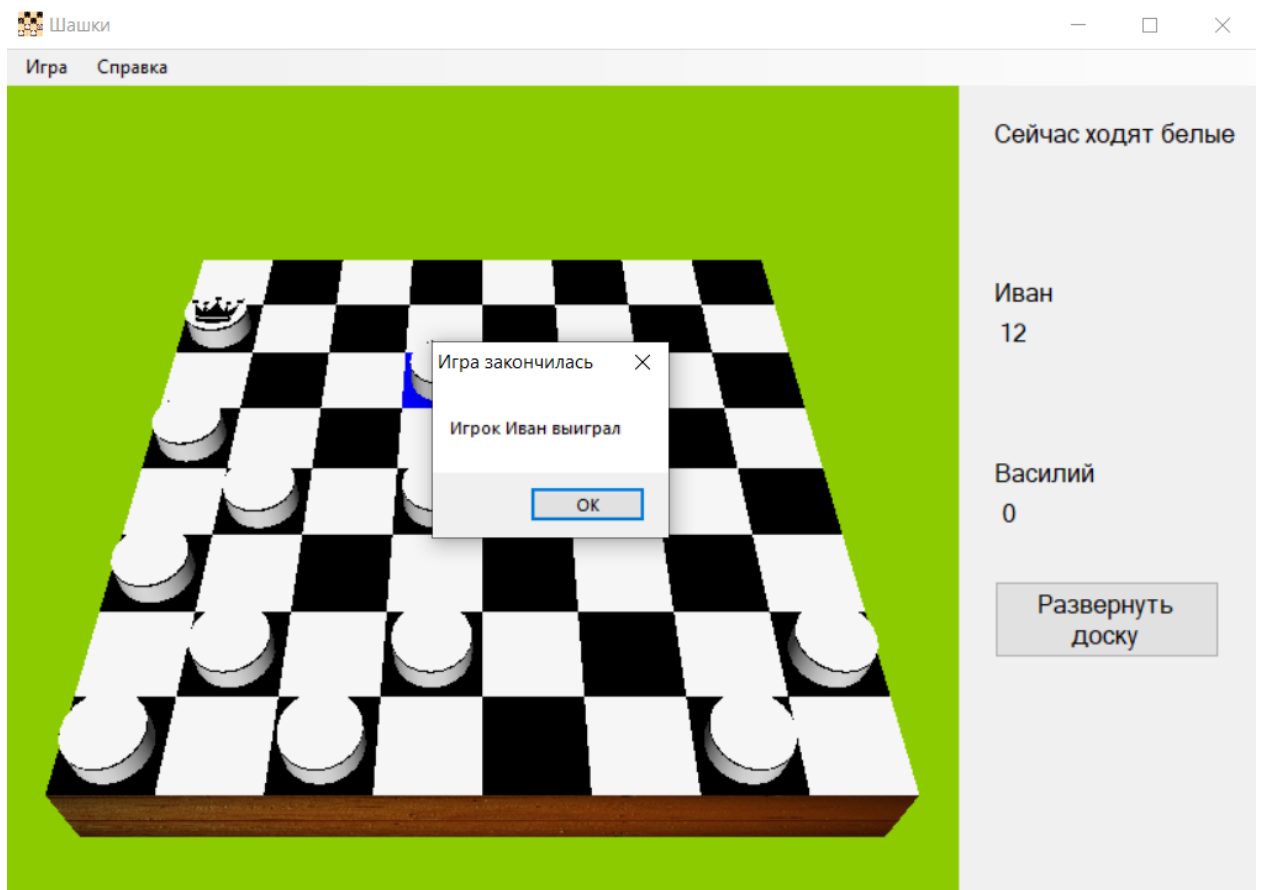 Шашки
Игра Справка
Сейчас ходят белые
Иван
12
Игра закончилась
Игрок Иван выиграл
OK
Василий
0
Развернуть
доску